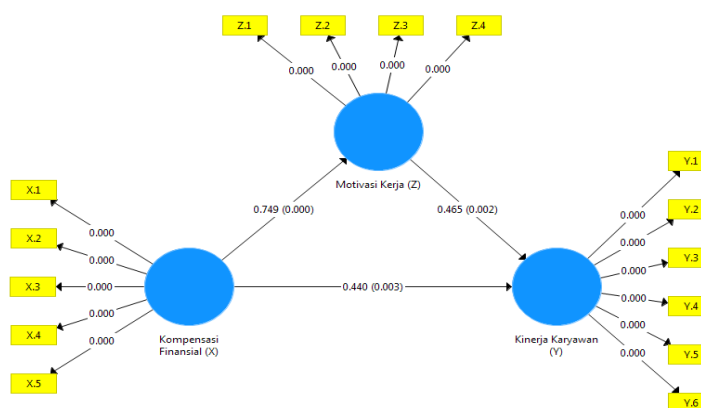 Z.1
Z.2
Z.3
Z.4
0.000
0.000
0.000
0.000
Motivasi Kerja (Z)
0.749 (0.000)
0.465 (0.002)
X.1
X.2
X.3
X.4
X.5
0.000
0.000
0.000
0.000
0.000
Kompensasi
Finansial (X)
0.440 (0.003)
Kinerja Karyawan
(Y)
0.000
0.000
0.000
0.000
0.000
0.000
Y.1
Y.2
Y.3
Y.4
Y.5
Y.6